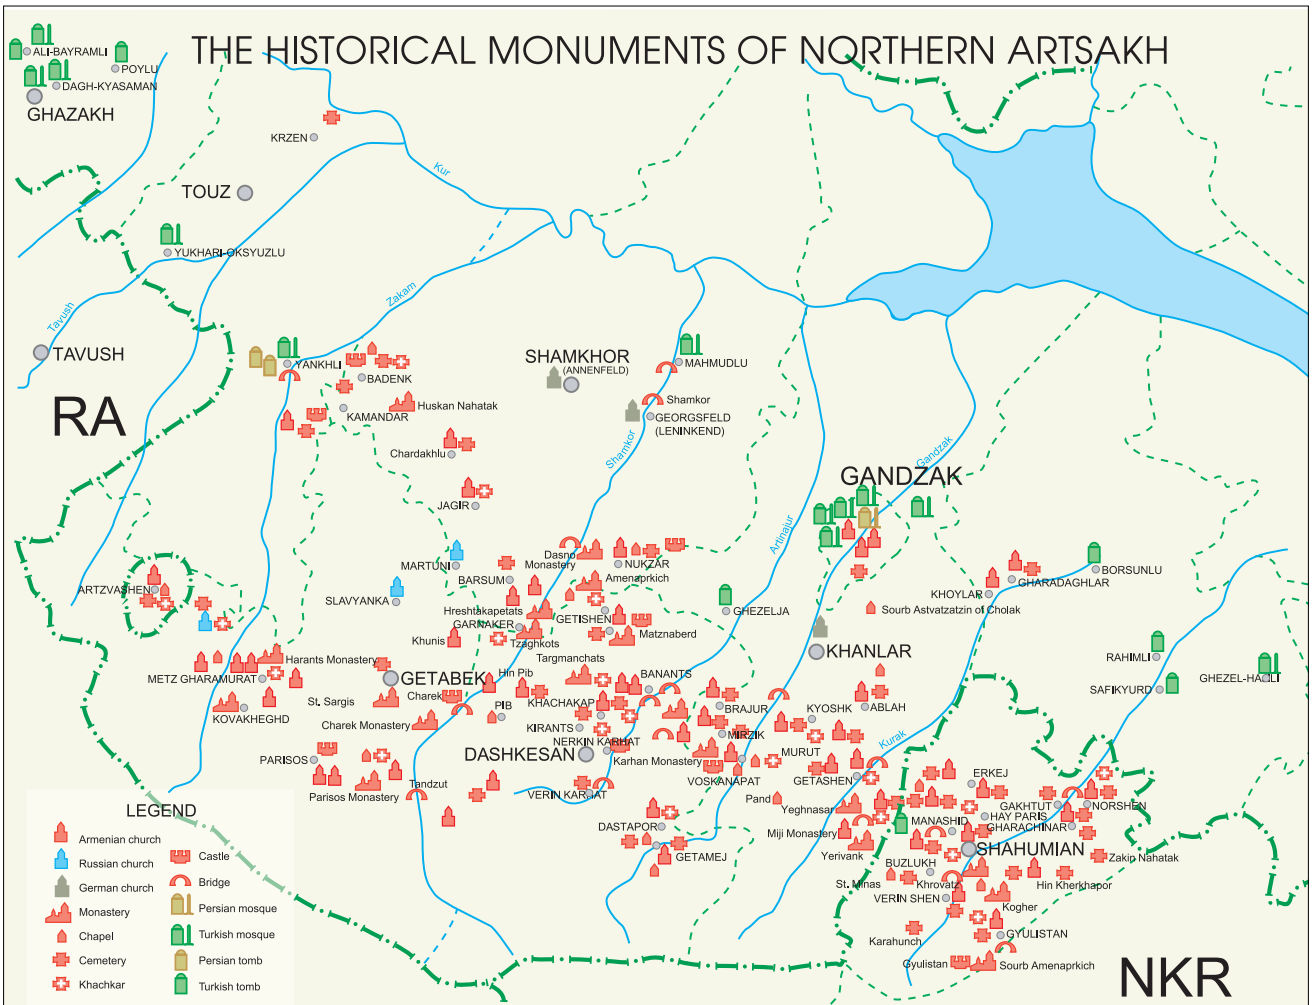 THE HISTORICAL MONUMENTS OF NORTHERN ARTSAKH
ALI-BAYRAMLI
POYLU
DAGH-KYASAMAN
GHAZAKH
KRZEN
TOUZ
Kur
YUKHARI-OKSYUZLU
Zakam
Tavush
TAVUSH
RA
YANKHLI
BADENK
KAMANDAR
Huskan Nahatak
SHAMKHOR
(ANNENFELD)
MAHMUDLU
Shamkor
GEORGSFELD
(LENINKEND)
Chardakhlu
Shamkor
Gandzak
GANDZAK
JAGIR
Artinajur
Dasno
Monastery
NUKZAR
MARTUNI
BARSUM
Amenaprkich
ARTZVASHEN
SLAVYANKA
Hreshtakapetats
GETISHEN
GARNAKER
GHEZELJA
BORSUNLU
GHARADAGHLAR
KHOYLAR
Sourb Astvatzatzin of Cholak
Khunis
Tzaghkots
Matznaberd
KHANLAR
Harants Monastery
Targmanchats
RAHIMLI
METZ GHARAMURAT
GETABEK
Hin Pib
BANANTS
GHEZEL-HAJLI
SAFIKYURD
St. Sargis
Charek
KHACHAKAP
BRAJUR
ABLAH
KOVAKHEGHD
PIB
KYOSHK
Charek Monastery
KIRANTS
MIRZIK
Kurak
NERKIN KARHAT
DASHKESAN
PARISOS
Karhan Monastery
MURUT
VOSKANAPAT
GETASHEN
ERKEJ
Parisos Monastery
Tandzut
VERIN KARHAT
Pand
Yeghnasar
GAKHTUT
NORSHEN
HAY PARIS
MANASHID
GHARACHINAR
DASTAPOR
Miji Monastery
GETAMEJ
Yerivank
SHAHUMIAN
Zakin Nahatak
BUZLUKH
St. Minas
Khrovatz
Hin Kherkhapor
VERIN SHEN
Kogher
Karahunch
GYULISTAN
Gyulistan
Sourb Amenaprkich
NKR
LEGEND
Armenian church
Russian church
German church
Monastery
Chapel
Cemetery
Khachkar
Castle
Bridge
Persian mosque
Turkish mosque
Persian tomb
Turkish tomb